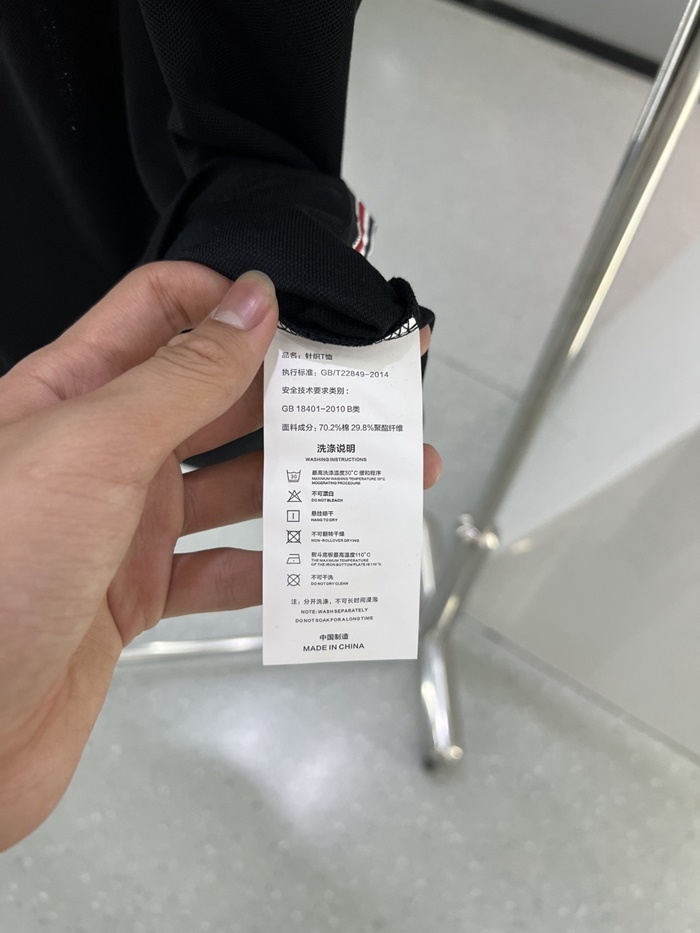 品名：针织T恤
执行标准：GB/T22849-2014
安全技术要求类别：
GB 18401-2010 B类
面料成分：70.2%棉 29.8%聚酯纤维
洗涤说明
WASHING INSTRUCTIONS
30
最高洗涤温度30°C 缓和程序
MAXIMUM WASHING TEMPERATURE 30°C
MODERATING PROCEDURE
不可漂白
DO NOT BLEACH
悬挂晾干
HANG TO DRY
不可翻转干燥
NON-ROLLOVER DRYING
熨斗底板最高温度110°C
THE MAXIMUM TEMPERATURE
OF THE IRON BOTTOM PLATE IS 110°C
不可干洗
DO NOT DRY CLEAN
注：分开洗涤，不可长时间浸泡
NOTE: WASH SEPARATELY
DO NOT SOAK FOR A LONG TIME
中国制造
MADE IN CHINA